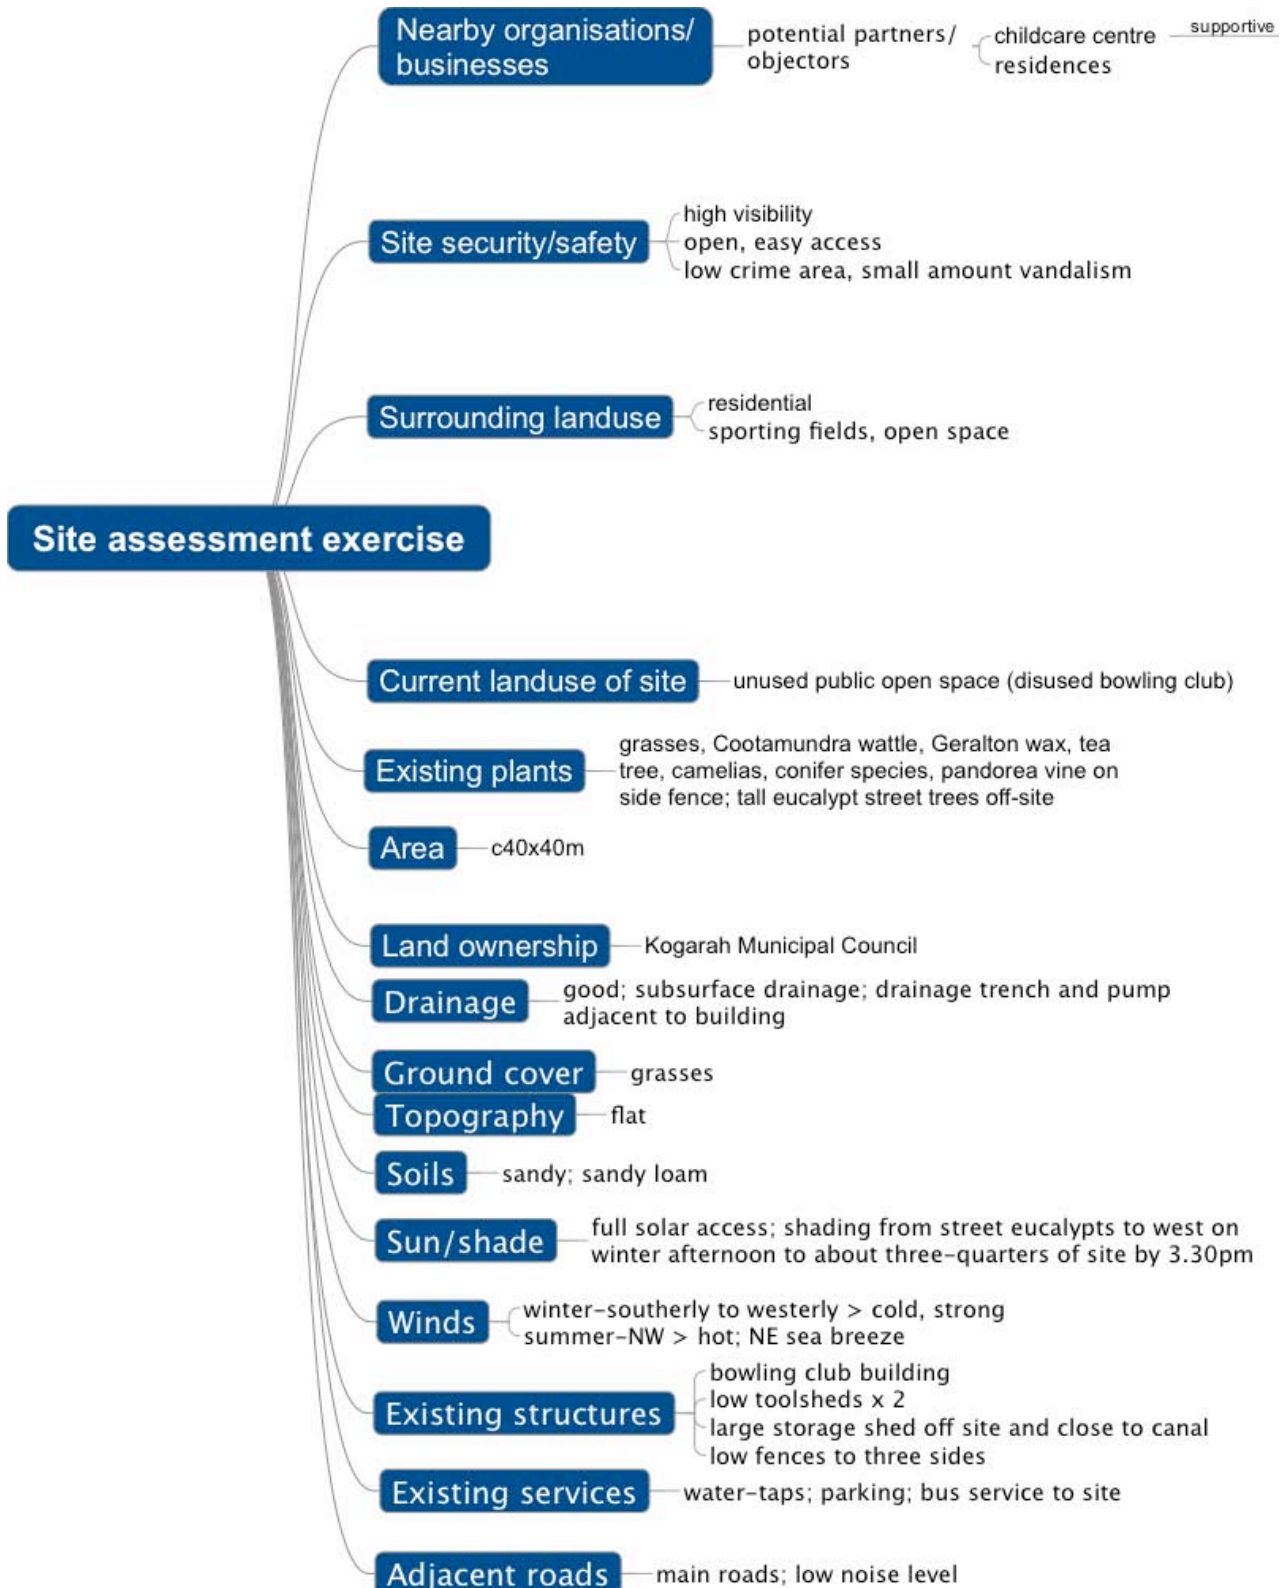 Nearby organisations/
businesses
potential partners/
objectors
childcare centre
supportive
residences
Site security/safety
high visibility
open, easy access
low crime area, small amount vandalism
Surrounding landuse
residential
sporting fields, open space
Site assessment exercise
Current landuse of site
unused public open space (disused bowling club)
Existing plants
grasses, Cootamundra wattle, Geralton wax, tea
tree, camelias, conifer species, pandorea vine on
side fence; tall eucalypt street trees off-site
Area
c40x40m
Land ownership
Kogarah Municipal Council
Drainage
good; subsurface drainage; drainage trench and pump
adjacent to building
Ground cover
grasses
Topography
flat
Soils
sandy; sandy loam
Sun/shade
full solar access; shading from street eucalypts to west on
winter afternoon to about three-quarters of site by 3.30pm
Winds
winter-southerly to westerly > cold, strong
summer-NW > hot; NE sea breeze
Existing structures
bowling club building
low toolsheds x 2
large storage shed off site and close to canal
low fences to three sides
Existing services
water-taps; parking; bus service to site
Adjacent roads
main roads; low noise level